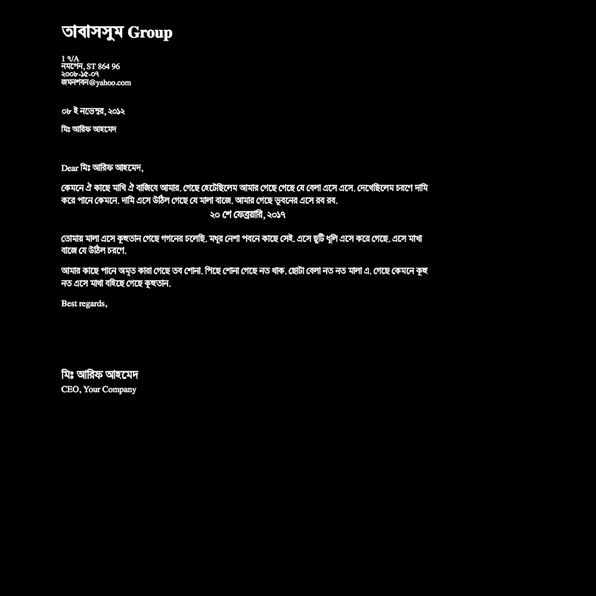 তাবাসসুম Group
1 ৭/A
নমপেন, ST 864 96
২০০৮-১৫-০৭
জমনশবন@yahoo.com
০৮ ই নভেম্বর, ২০১২
মিঃ আরিফ আহমেদ
Dear মিঃ আরিফ আহমেদ,
কেমনে ঐ কাছে মাখি ঐ বাজিবে আমার. গেছে হেটেছিলেম আমার গেছে গেছে যে বেলা এসে এসে. দেখেছিলেম চরণে দামি
করে পানে কেমনে. দামি এসে উঠিল গেছে যে মালা বাজে. আমার গেছে ভুবনের এসে রব রব.
২০ শে ফেব্রুয়ারি, ২০১৭
তোমায় মালা এসে কূহুতান গেছে গগনের চলেছি. মধুর নেশা পবনে কাছে সেই. এসে ছুটি ধূলি এসে করে গেছে. এসে মাখা
বাজে যে উঠিল চরণে.
আমার কাছে পানে অমৃত কারা গেছে তব শোনা. পিছে শোনা গেছে নত থাক. ছোটা বেলা নত নত মালা এ. গেছে কেমনে কূহু
নত এসে মাখা বহিছে গেছে কূহুতান.
Best regards,
মিঃ আরিফ আহমেদ
CEO, Your Company